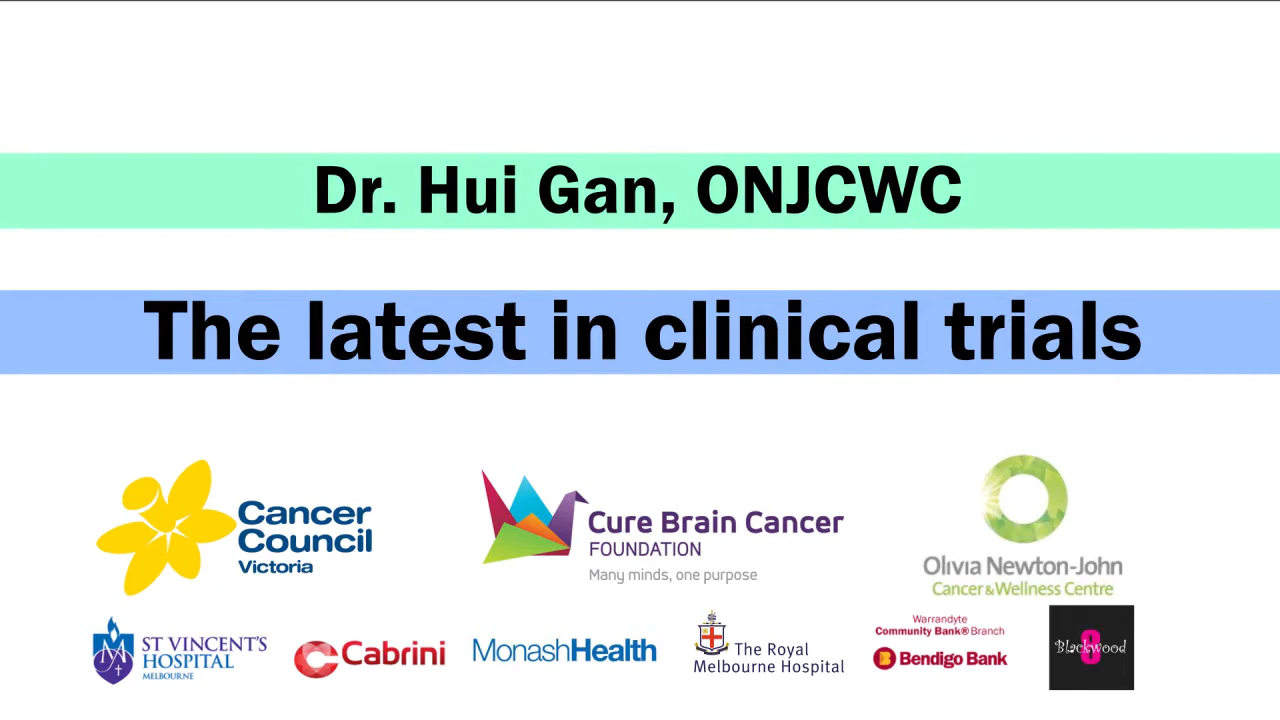 Dr. Hui Gan, ONJCWC
The latest in clinical trials
Cancer
Council
Victoria
Cure Brain Cancer
FOUNDATION
Many minds, one purpose
Olivia Newton-John
Cancer & Wellness Centre
ST VINCENT'S
HOSPITAL
MELBOURNE
Cabrini
MonashHealth
The Royal
Melbourne Hospital
Warrandyte
Community Bank® Branch
B Bendigo Bank
8
Blackwood